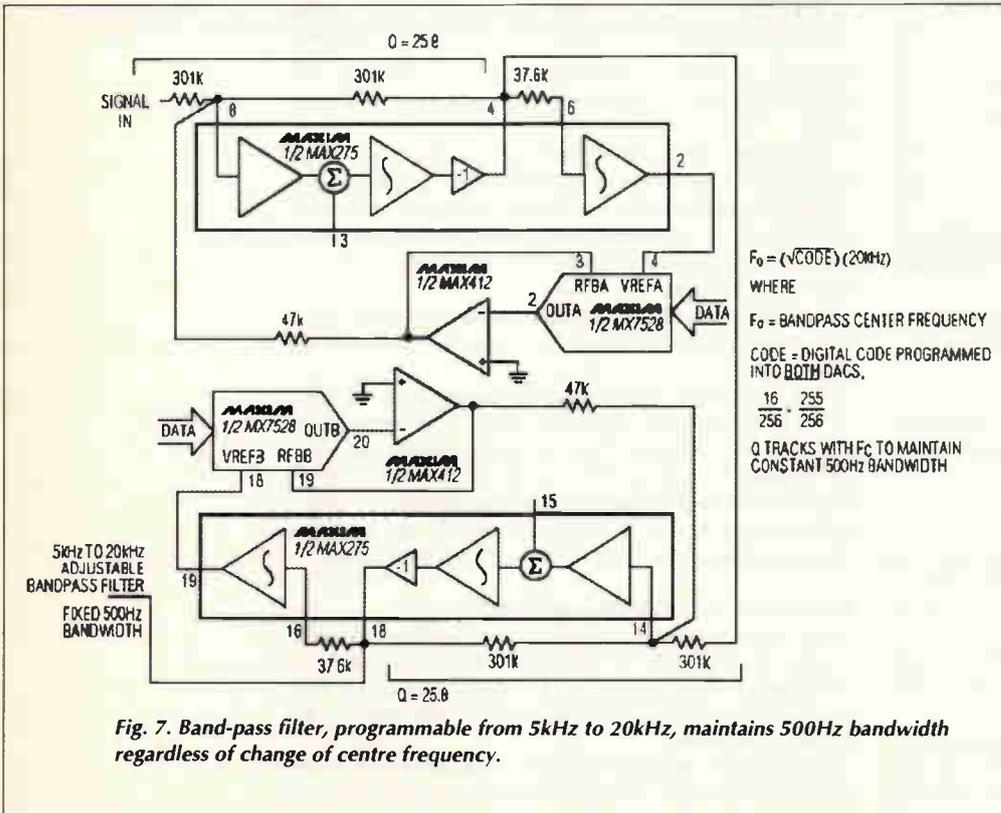 Q = 25.8
301K
301K
37.6K
SIGNAL
IN
8
4
6
MAXIM
1/2 MAX275
Σ
-1
2
13
MAXIM
1/2 MAX412
3
4
RFBA VREFA
2
OUTA
MAXIM
1/2 MX7528
DATA
47k
-
+
F₀ = (√CODE)(20kHz)
WHERE
F₀ = BANDPASS CENTER FREQUENCY
CODE = DIGITAL CODE PROGRAMMED
INTO BOTH DACS,
16/256 - 255/256
Q TRACKS WITH FC TO MAINTAIN
CONSTANT 500Hz BANDWIDTH
47K
DATA
MAXIM
1/2 MX7528
OUTB
VREFB RFBB
20
18
19
+
-
MAXIM
1/2 MAX412
15
MAXIM
1/2 MAX275
-1
Σ
19
16
18
14
5kHz TO 20kHz
ADJUSTABLE
BANDPASS FILTER
FIXED 500Hz
BANDWIDTH
37.6k
301K
301K
Q = 25.8
Fig. 7. Band-pass filter, programmable from 5kHz to 20kHz, maintains 500Hz bandwidth
regardless of change of centre frequency.